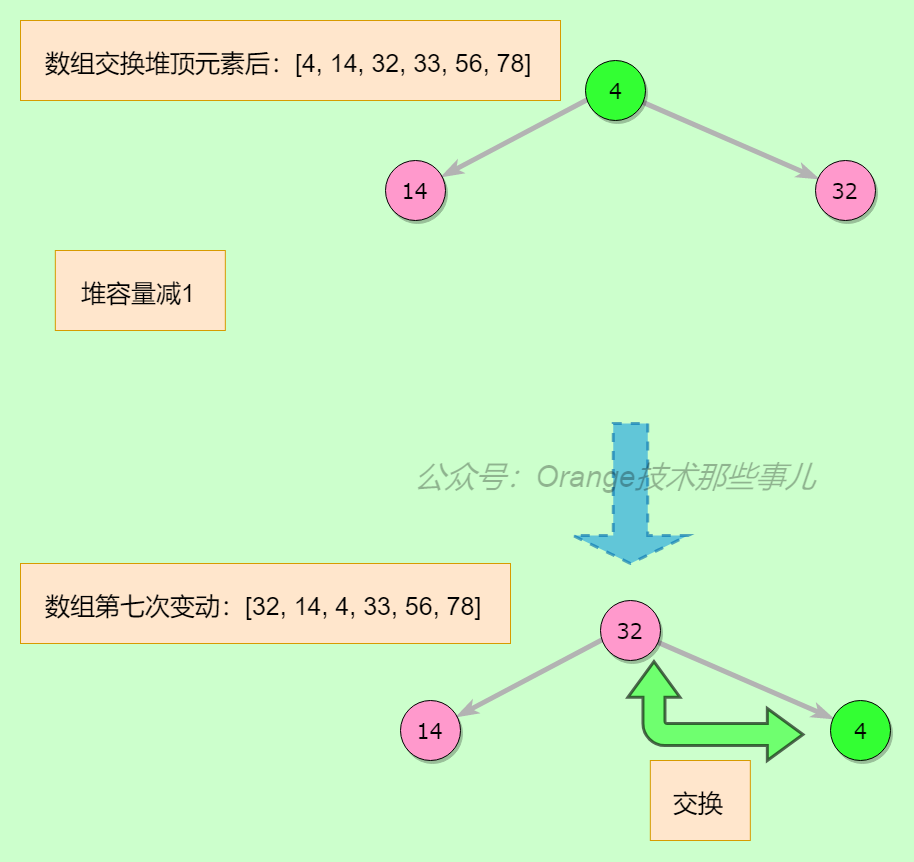 数组交换堆顶元素后：[4, 14, 32, 33, 56, 78]
4
14
32
堆容量减1
公众号：Orange技术那些事儿
数组第七次变动：[32, 14, 4, 33, 56, 78]
32
14
4
交换